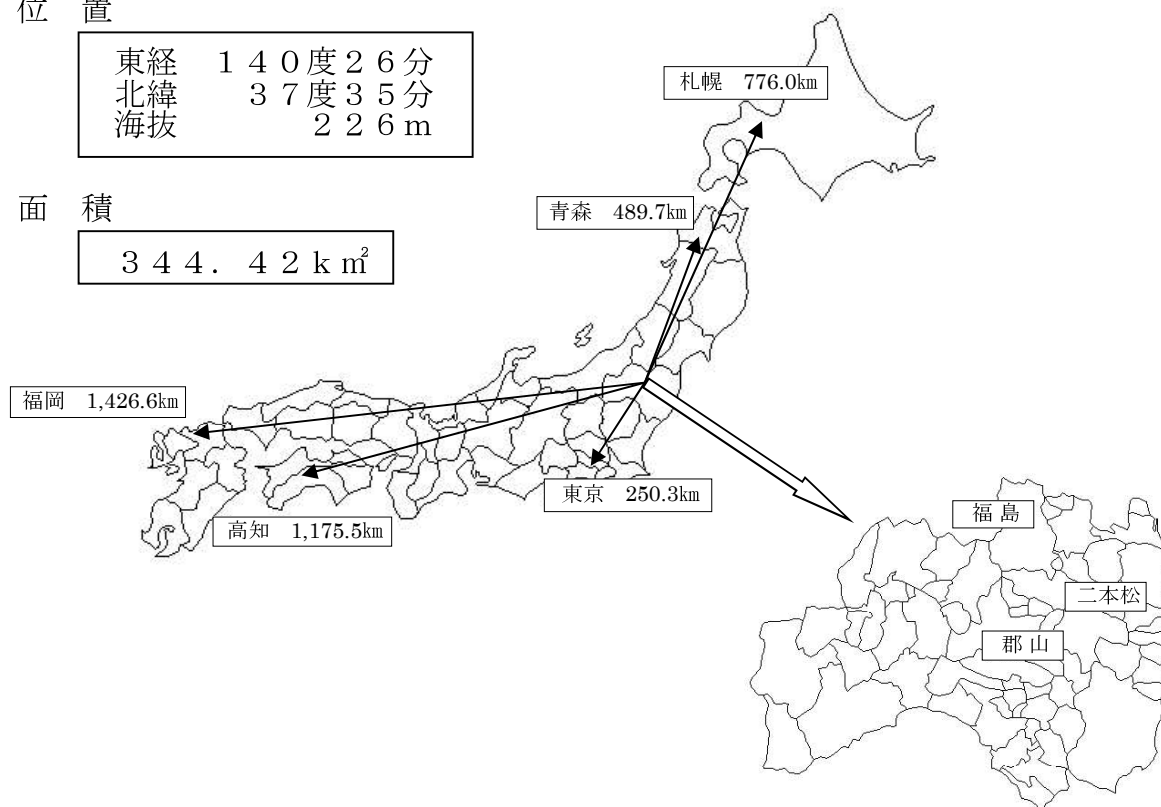 位　置
東経　１４０度２６分
北緯　　３７度３５分
海抜　　　　２２６ｍ
面　積
３４４．４２ｋ㎡
札幌　776.0㎞
青森　489.7㎞
福岡　1,426.6㎞
東京　250.3㎞
高知　1,175.5㎞
福 島
二本松
郡 山